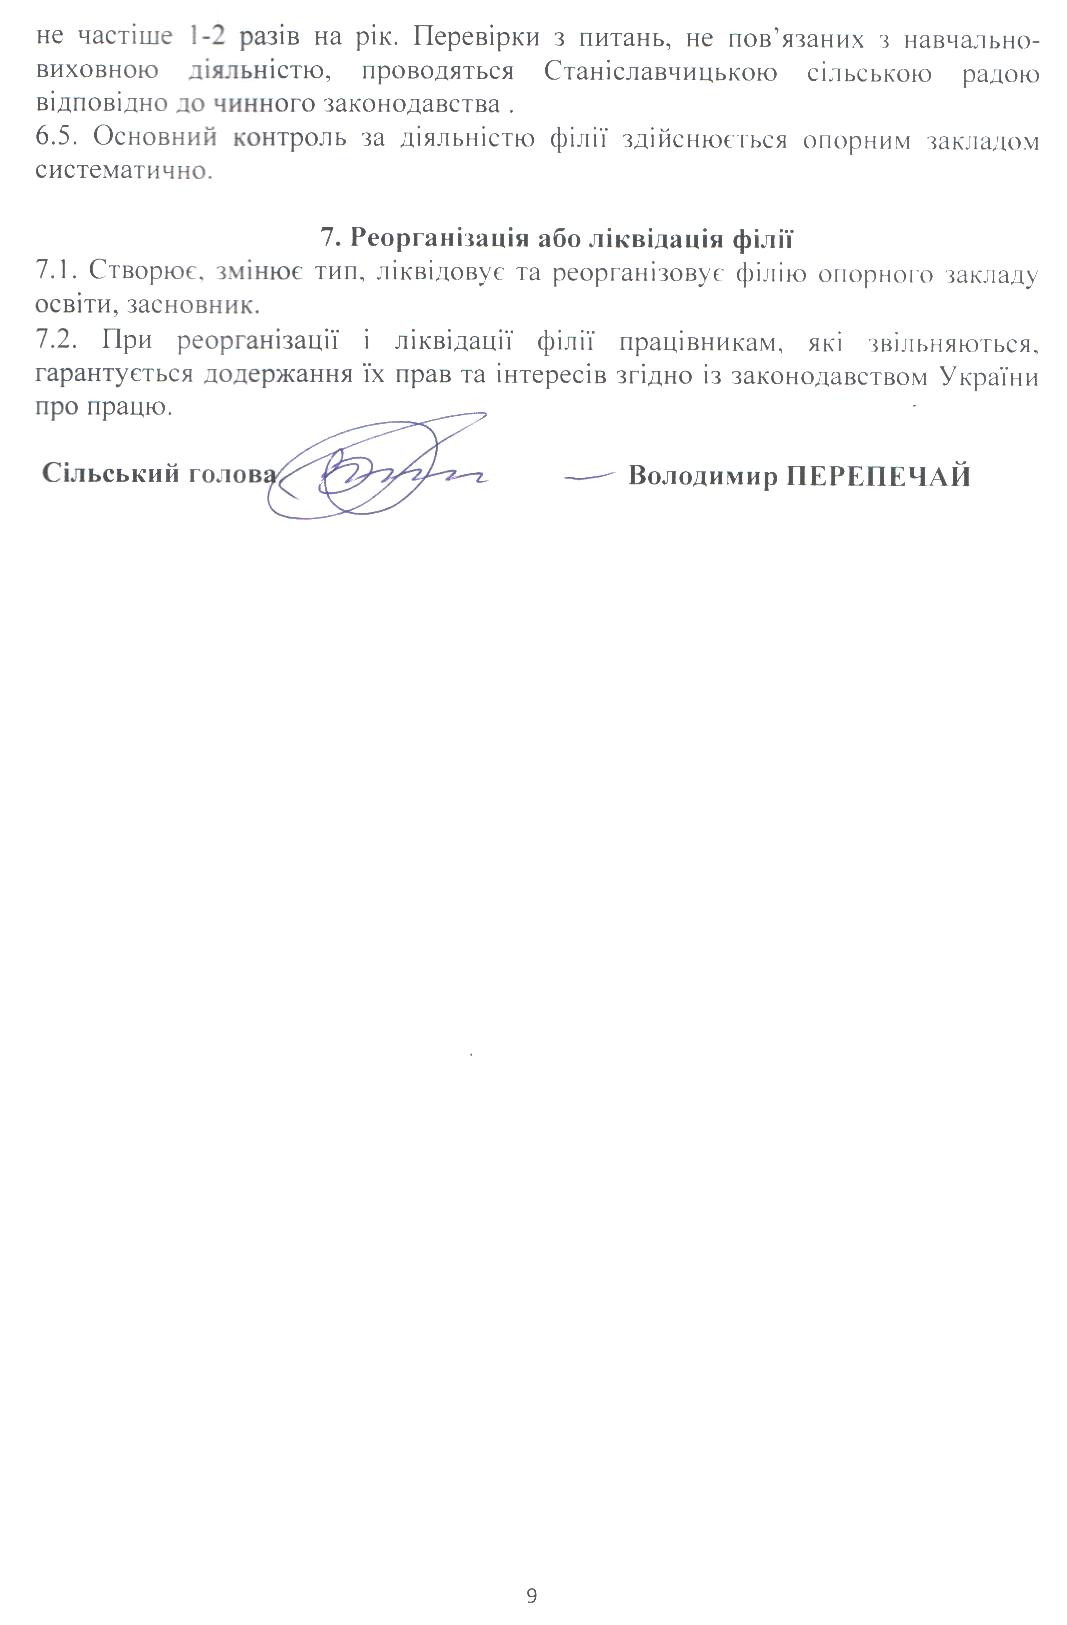 не частіше 1-2 разів на рік. Перевірки з питань, не пов’язаних з навчально-
виховною діяльністю, проводяться Станіславчицькою сільською радою
відповідно до чинного законодавства .
6.5. Основний контроль за діяльністю філії здійснюється опорним закладом
систематично.
7. Реорганізація або ліквідація філії
7.1. Створює, змінює тип, ліквідовує та реорганізовує філію опорного закладу
освіти, засновник.
7.2. При реорганізації і ліквідації філії працівникам, які звільняються,
гарантується додержання їх прав та інтересів згідно із законодавством України
про працю.
Сільський голова Володимир ПЕРЕПЕЧАЙ
9